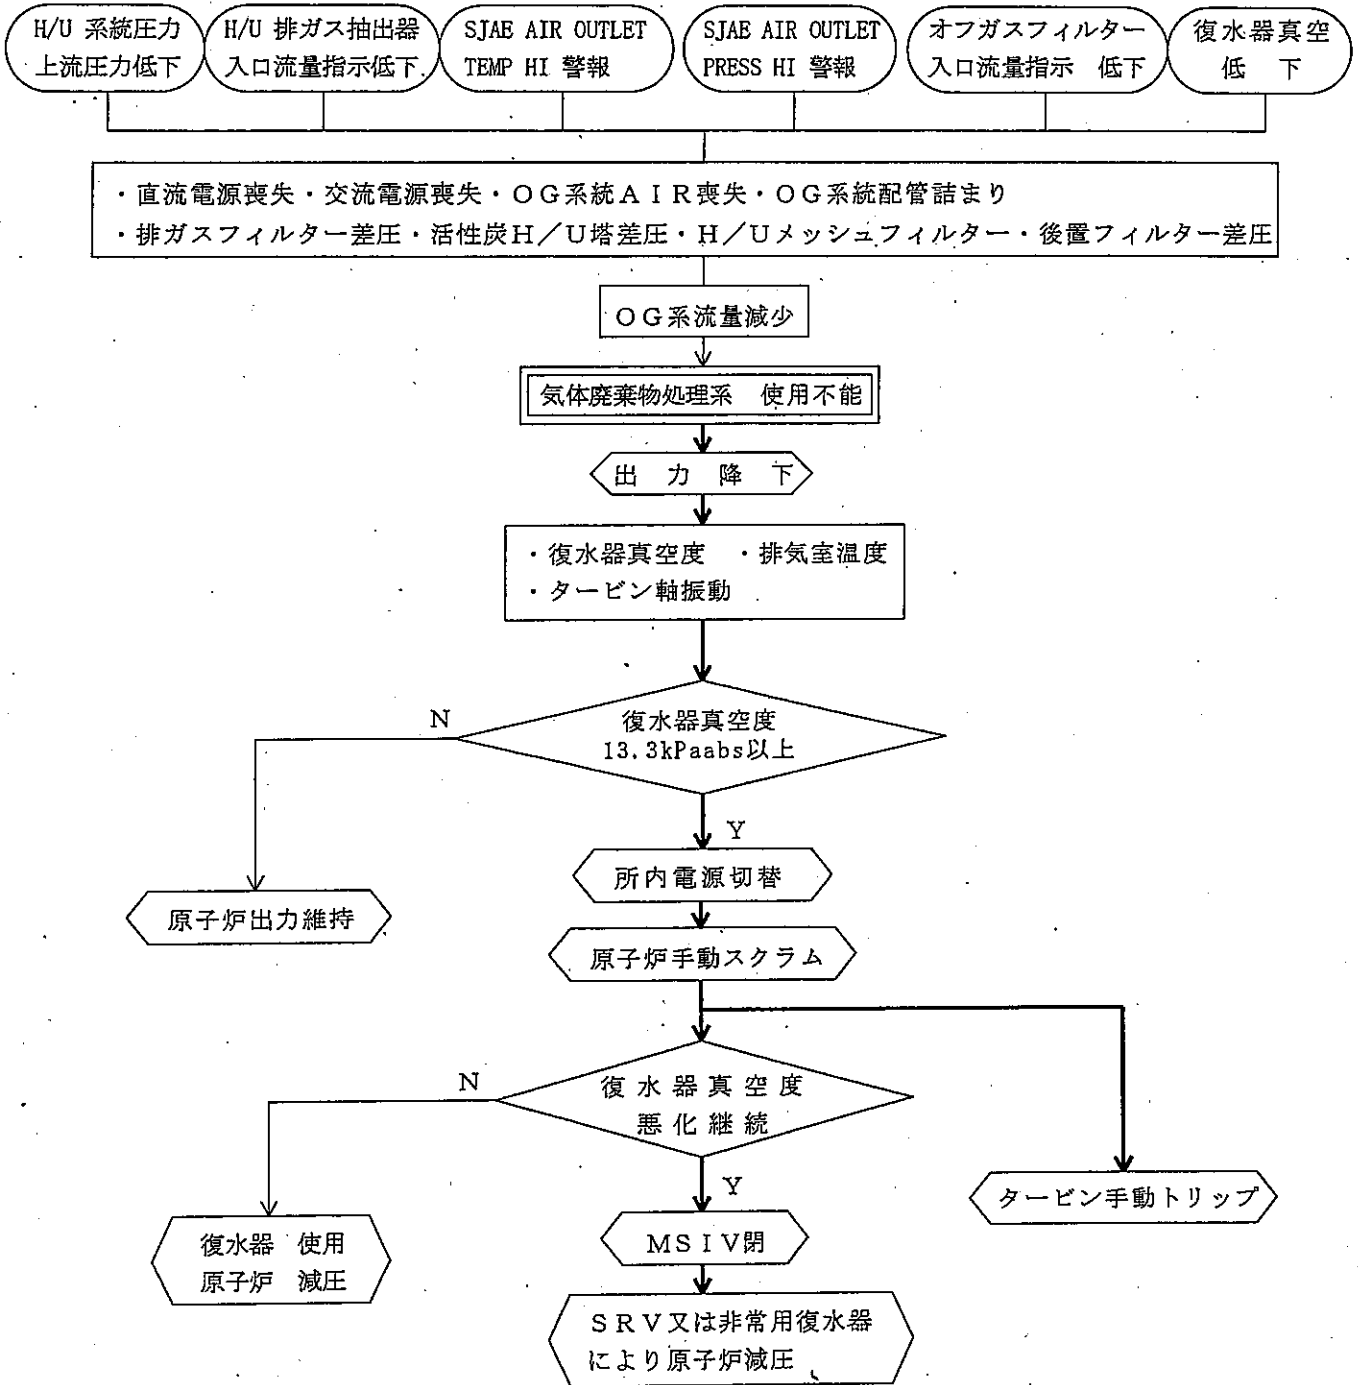 H/U 系統圧力
上流圧力低下
H/U 排ガス抽出器
入口流量指示低下
SJAE AIR OUTLET
TEMP HI 警報
SJAE AIR OUTLET
PRESS HI 警報
オフガスフィルター
入口流量指示 低下
復水器真空
低 下
・直流電源喪失・交流電源喪失・OG系統AIR喪失・OG系統配管詰まり
・排ガスフィルター差圧・活性炭H／U塔差圧・H／Uメッシュフィルター・後置フィルター差圧
OG系流量減少
気体廃棄物処理系 使用不能
出 力 降 下
・復水器真空度 ・排気室温度
・タービン軸振動
復水器真空度
13.3kPaabs以上
N
Y
所内電源切替
原子炉出力維持
原子炉手動スクラム
復 水 器 真 空 度
悪 化 継 続
N
Y
タービン手動トリップ
復水器 使用
原子炉 減圧
MSIV閉
SRV又は非常用復水器
により原子炉減圧